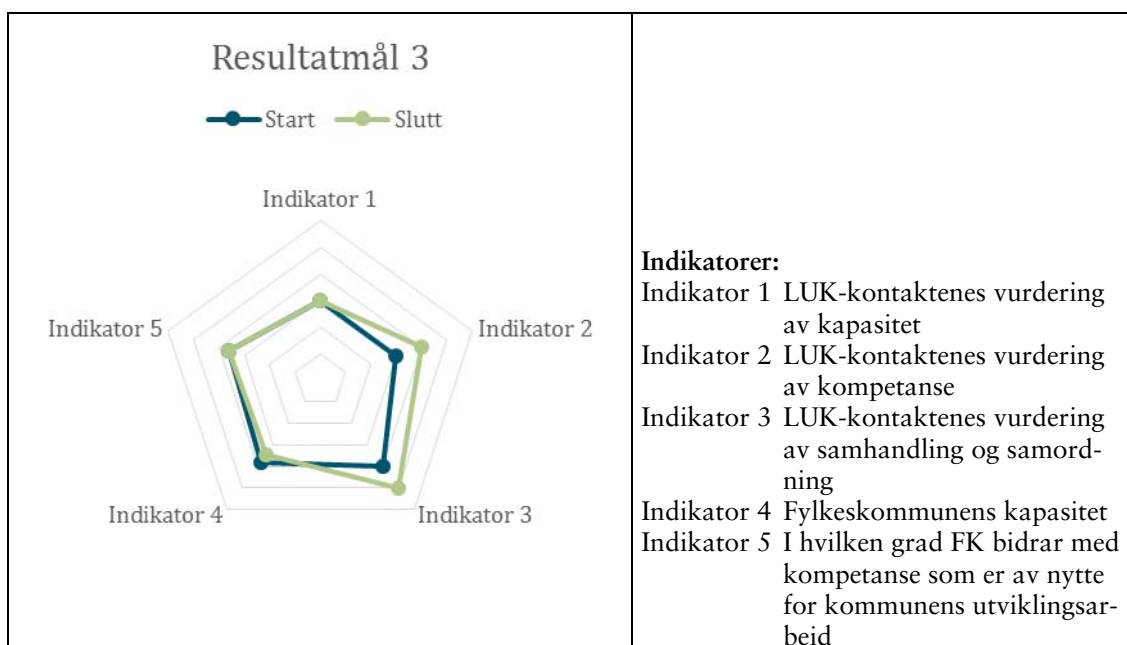 Resultatmål 3
Start Slutt
Indikator 1
Indikator 5
Indikator 2
Indikator 4
Indikator 3
Indikatorer:
Indikator 1 LUK-kontaktenes vurdering
av kapasitet
Indikator 2 LUK-kontaktenes vurdering
av kompetanse
Indikator 3 LUK-kontaktenes vurdering
av samhandling og samord-
ning
Indikator 4 Fylkeskommunens kapasitet
Indikator 5 I hvilken grad FK bidrar med
kompetanse som er av nytte
for kommunens utviklingsar-
beid